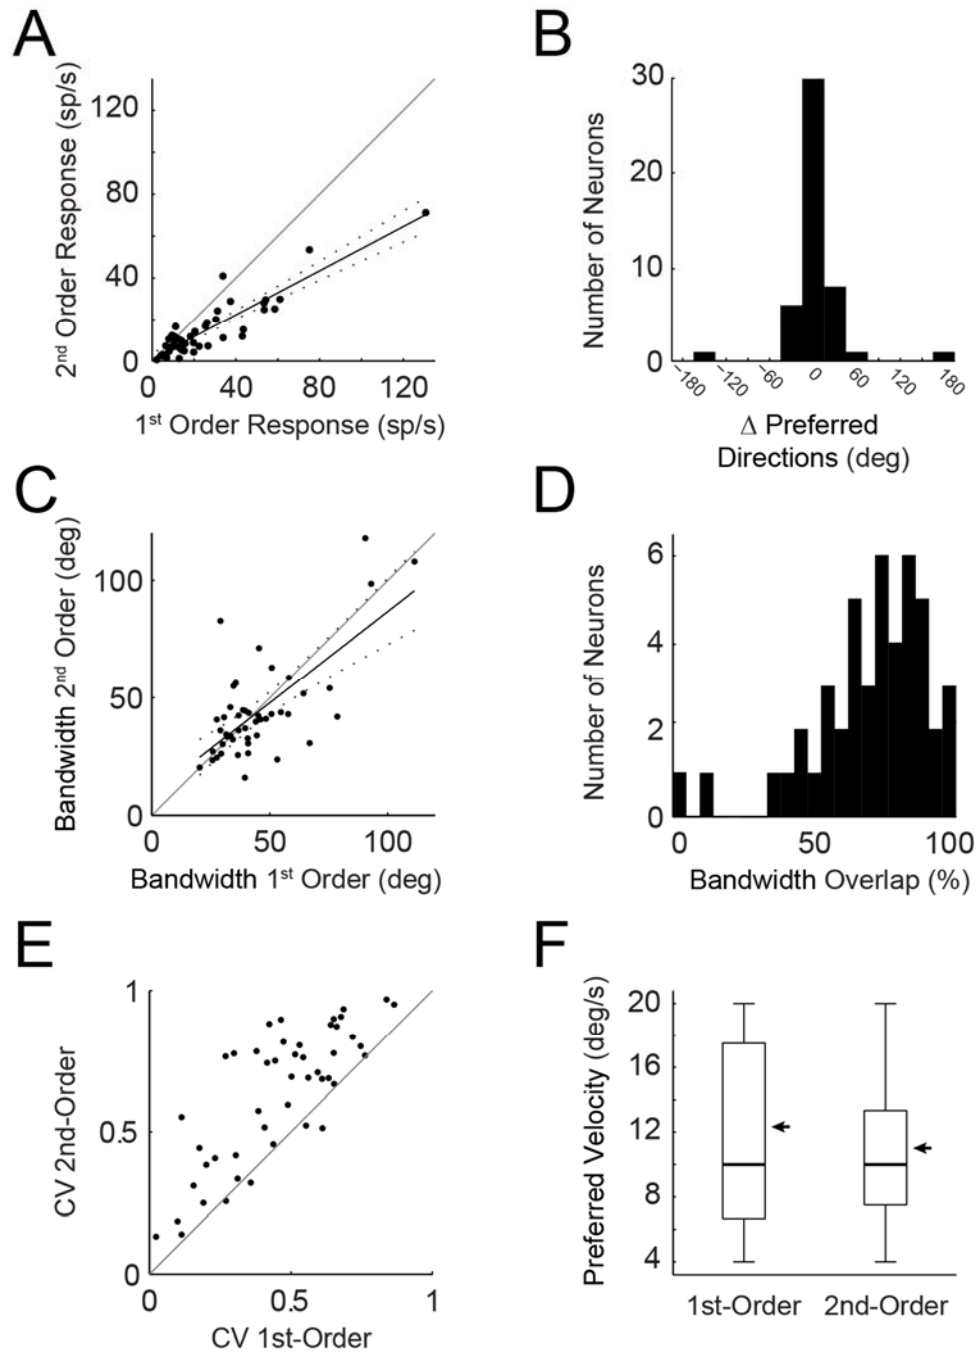 A
2nd Order Response (sp/s)
120
80
40
0
0 40 80 120
1st Order Response (sp/s)
B
Number of Neurons
30
20
10
0
−180 −120 −60 0 60 120 180
Δ Preferred
Directions (deg)
C
Bandwidth 2nd Order (deg)
100
50
0
0 50 100
Bandwidth 1st Order (deg)
D
Number of Neurons
6
4
2
0
0 50 100
Bandwidth Overlap (%)
E
CV 2nd-Order
1
0.5
0
0 0.5 1
CV 1st-Order
F
Preferred Velocity (deg/s)
20
16
12
8
4
1st-Order 2nd-Order